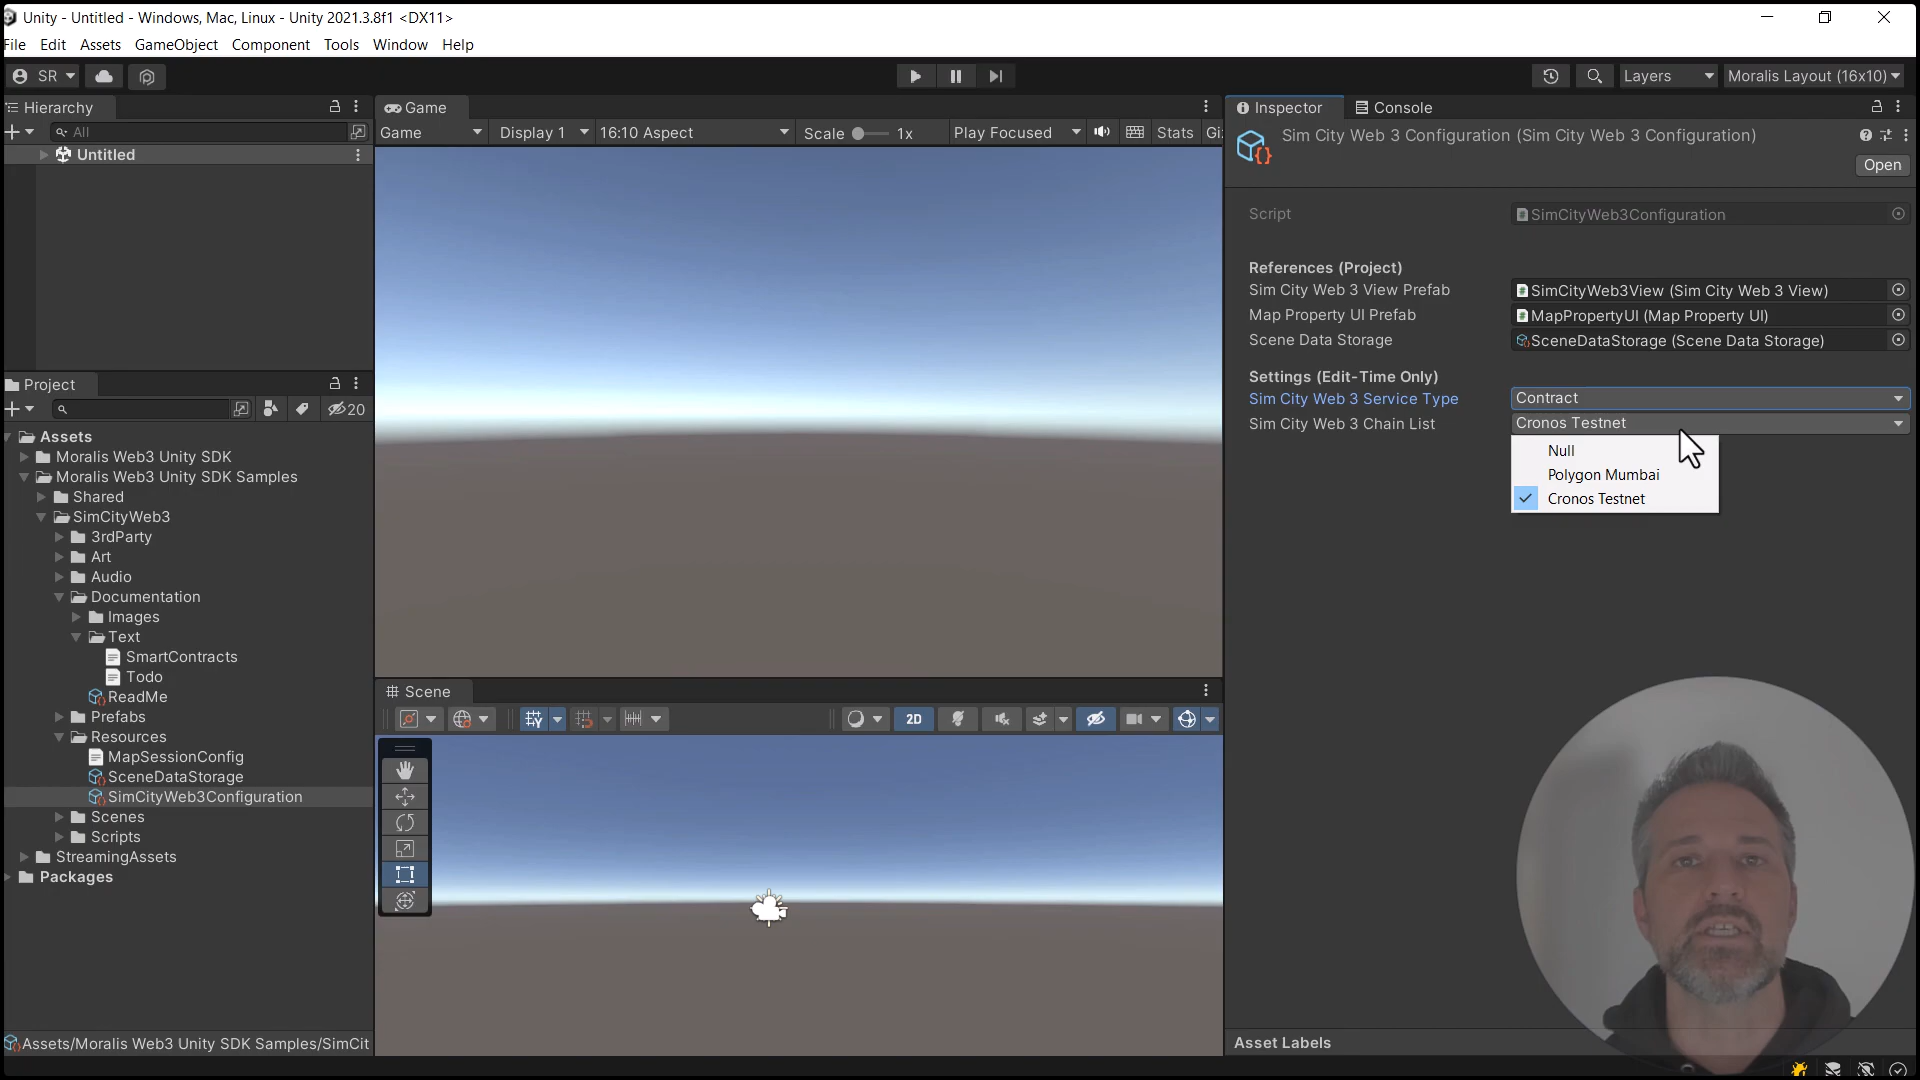 Unity - Untitled - Windows, Mac, Linux - Unity 2021.3.8f1 <DX11>
File Edit Assets GameObject Component Tools Window Help
SR
Layers
Moralis Layout (16x10)
Hierarchy
All
Untitled
Game
Game
Display 1
16:10 Aspect
Scale
1x
Play Focused
Stats
Gi
Inspector
Console
Sim City Web 3 Configuration (Sim City Web 3 Configuration)
Open
Script
SimCityWeb3Configuration
References (Project)
Sim City Web 3 View Prefab
SimCityWeb3View (Sim City Web 3 View)
Map Property UI Prefab
MapPropertyUI (Map Property UI)
Scene Data Storage
SceneDataStorage (Scene Data Storage)
Settings (Edit-Time Only)
Sim City Web 3 Service Type
Contract
Sim City Web 3 Chain List
Cronos Testnet
Null
Polygon Mumbai
Cronos Testnet
Project
20
Assets
Moralis Web3 Unity SDK
Moralis Web3 Unity SDK Samples
Shared
SimCityWeb3
3rdParty
Art
Audio
Documentation
Images
Text
SmartContracts
Todo
ReadMe
Prefabs
Resources
MapSessionConfig
SceneDataStorage
SimCityWeb3Configuration
Scenes
Scripts
StreamingAssets
Packages
Assets/Moralis Web3 Unity SDK Samples/SimCit
Scene
2D
Asset Labels